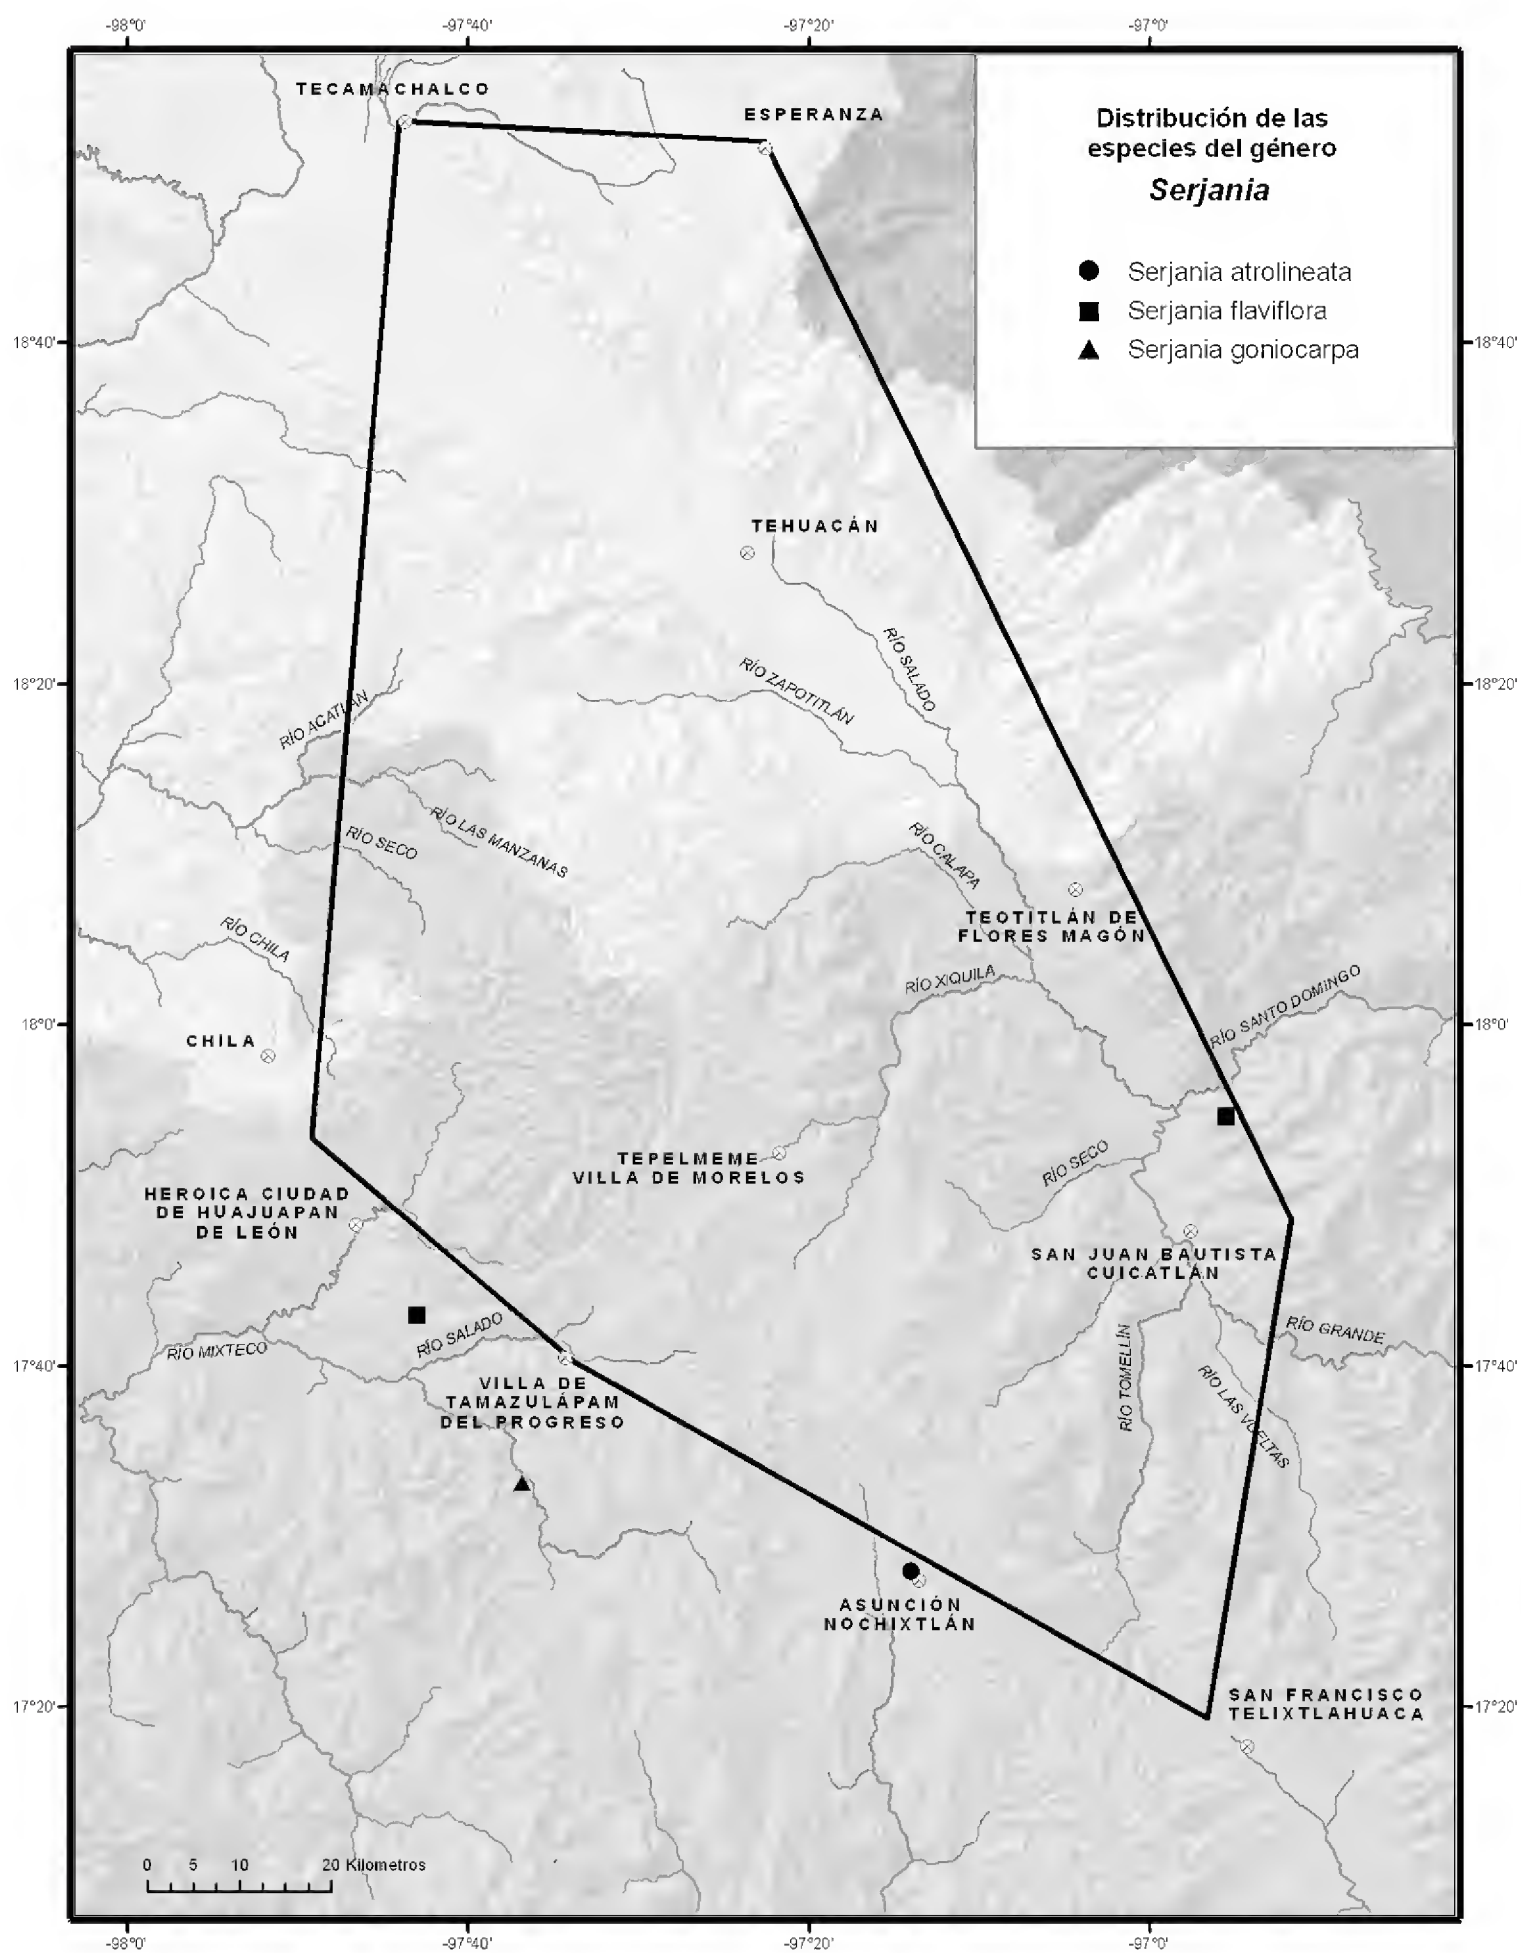 -98°0'
-97°40'
-97°20'
-97°0'
TECAMACHALCO
ESPERANZA
Distribución de las
especies del género
Serjania
Serjania atrolineata
Serjania flaviflora
Serjania goniocarpa
18°40'
18°40'
TEHUACÁN
RÍO SALADO
18°20'
18°20'
RÍO ZAPOTITLÁN
RÍO ACATLÁN
RÍO LAS MANZANAS
RÍO SECO
RÍO CALAPA
TEOTITLÁN DE
FLORES MAGÓN
RÍO CHILA
RÍO XIQUILA
RÍO SANTO DOMINGO
18°0'
18°0'
CHILA
TEPELMEME
VILLA DE MORELOS
RÍO SECO
HEROICA CIUDAD
DE HUAJUAPAN
DE LEÓN
SAN JUAN BAUTISTA
CUICATLÁN
RÍO SALADO
RÍO MIXTECO
RÍO GRANDE
17°40'
17°40'
RÍO TOMELLÍN
RÍO LAS VUELTAS
VILLA DE
TAMAZULÁPAM
DEL PROGRESO
ASUNCIÓN
NOCHIXTLÁN
SAN FRANCISCO
TELIXTLAHUACA
17°20'
17°20'
0 5 10 20 Kilometros
-98°0'
-97°40'
-97°20'
-97°0'